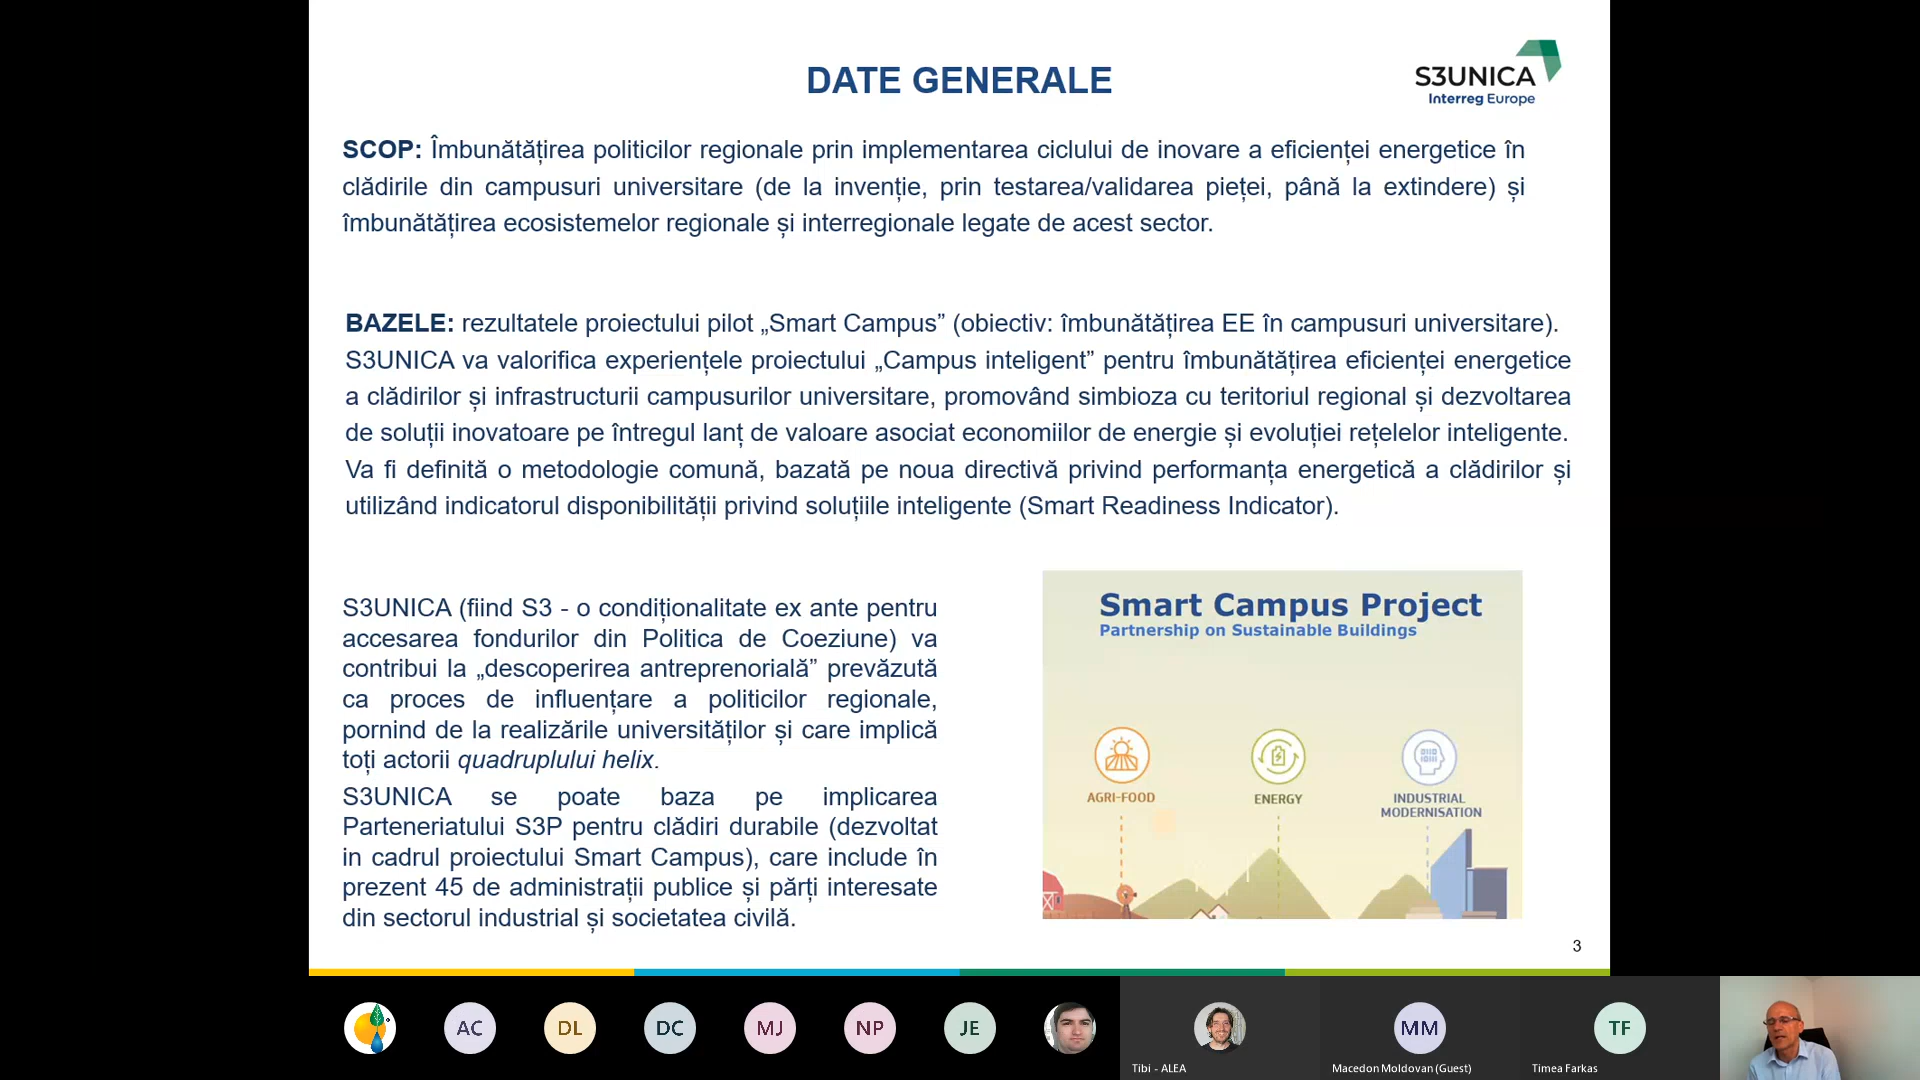 DATE GENERALE
S3UNICA
Interreg Europe
SCOP: Îmbunătățirea politicilor regionale prin implementarea ciclului de inovare a eficienței energetice în
clădirile din campusuri universitare (de la invenție, prin testarea/validarea pieței, până la extindere) și
îmbunătățirea ecosistemelor regionale și interregionale legate de acest sector.
BAZELE: rezultatele proiectului pilot „Smart Campus” (obiectiv: îmbunătățirea EE în campusuri universitare).
S3UNICA va valorifica experiențele proiectului „Campus inteligent” pentru îmbunătățirea eficienței energetice
a clădirilor și infrastructurii campusurilor universitare, promovând simbioza cu teritoriul regional și dezvoltarea
de soluții inovatoare pe întregul lanț de valoare asociat economiilor de energie și evoluției rețelelor inteligente.
Va fi definită o metodologie comună, bazată pe noua directivă privind performanța energetică a clădirilor și
utilizând indicatorul disponibilității privind soluțiile inteligente (Smart Readiness Indicator).
S3UNICA (fiind S3 - o condiționalitate ex ante pentru
accesarea fondurilor din Politica de Coeziune) va
contribui la „descoperirea antreprenorială” prevăzută
ca proces de influențare a politicilor regionale,
pornind de la realizările universităților și care implică
toți actorii quadruplului helix.
S3UNICA se poate baza pe implicarea
Parteneriatului S3P pentru clădiri durabile (dezvoltat
in cadrul proiectului Smart Campus), care include în
prezent 45 de administrații publice și părți interesate
din sectorul industrial și societatea civilă.
Smart Campus Project
Partnership on Sustainable Buildings
AGRI-FOOD
ENERGY
INDUSTRIAL
MODERNISATION
3
AC
DL
DC
MJ
NP
JE
MM
TF
Tibi - ALEA
Macedon Moldovan (Guest)
Timea Farkas